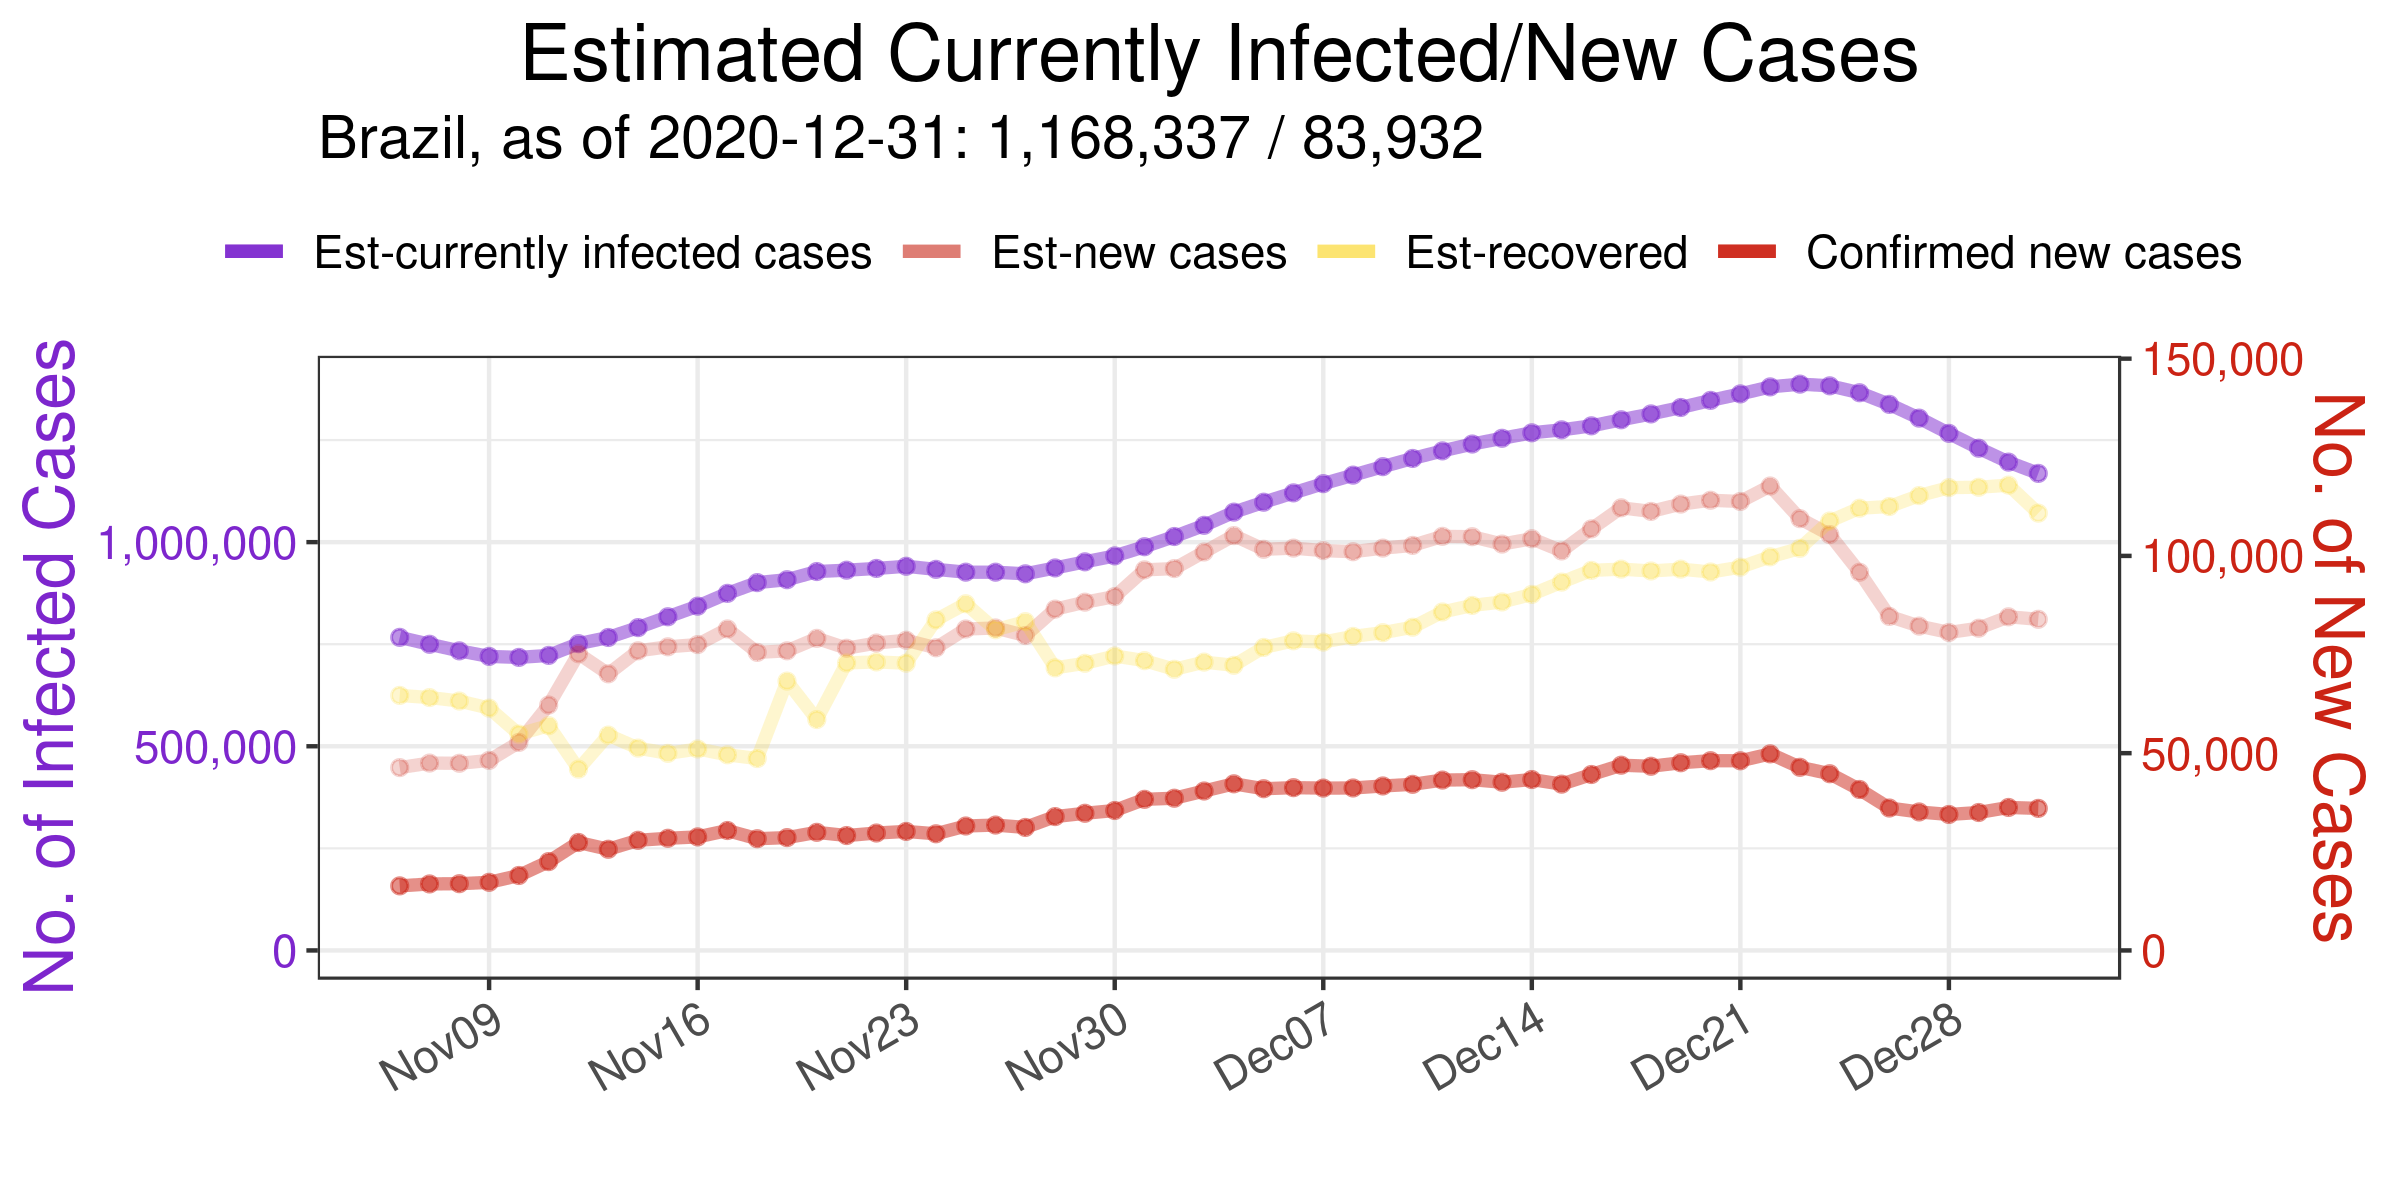 Estimated Currently Infected/New Cases
Brazil, as of 2020-12-31: 1,168,337 / 83,932
Est-currently infected cases Est-new cases Est-recovered Confirmed new cases
No. of Infected Cases
1,000,000
500,000
0
150,000
100,000
50,000
0
No. of New Cases
Nov09 Nov16 Nov23 Nov30 Dec07 Dec14 Dec21 Dec28